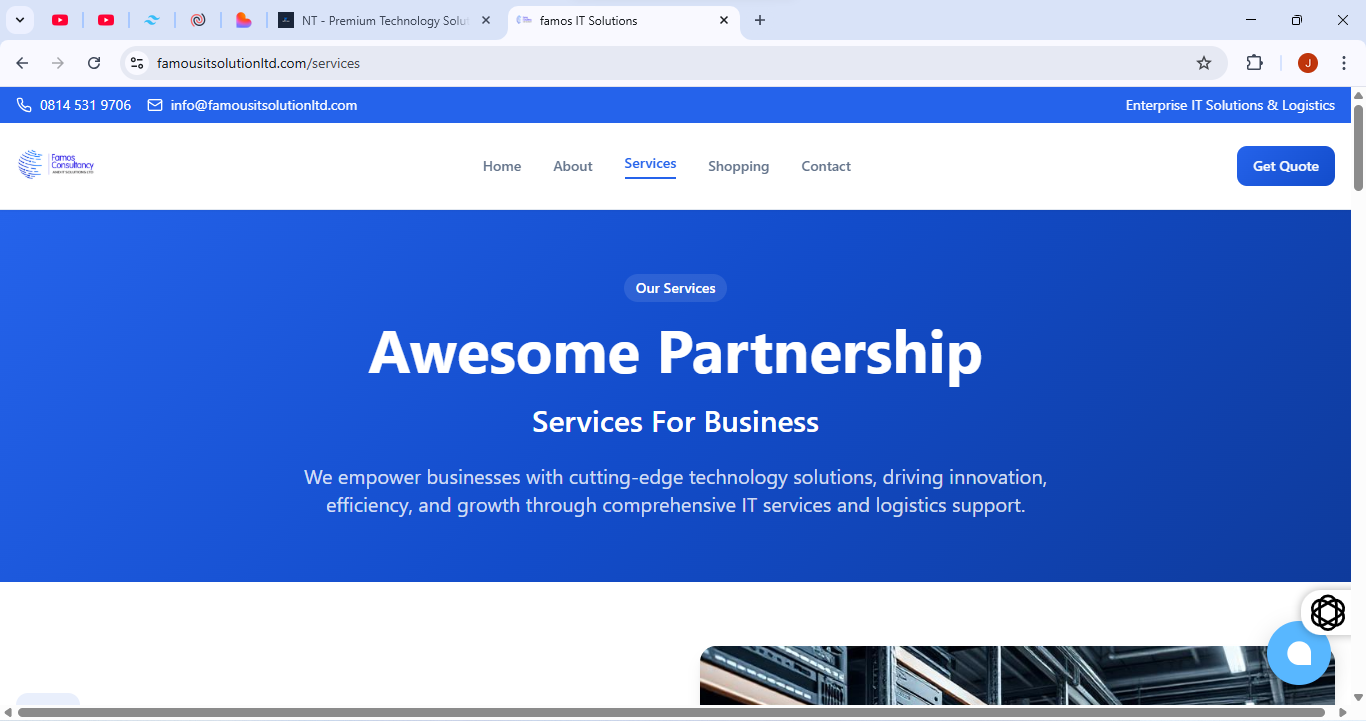 NT - Premium Technology Solut
famos IT Solutions
famousitsolutionltd.com/services
J
0814 531 9706
info@famousitsolutionltd.com
Enterprise IT Solutions & Logistics
Famos
Consultancy
Home
About
Services
Shopping
Contact
Get Quote
Our Services
Awesome Partnership
Services For Business
We empower businesses with cutting-edge technology solutions, driving innovation,
efficiency, and growth through comprehensive IT services and logistics support.